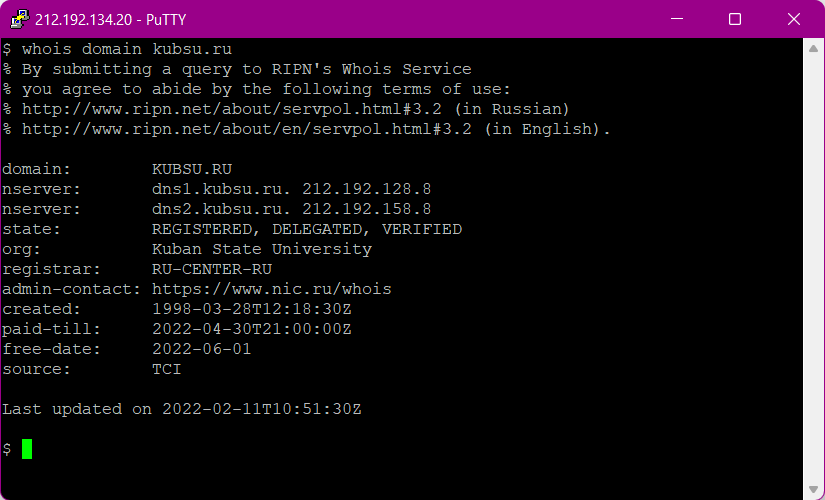 212.192.134.20 - PuTTY
$ whois domain kubsu.ru
% By submitting a query to RIPN's Whois Service
% you agree to abide by the following terms of use:
% http://www.ripn.net/about/servpol.html#3.2 (in Russian)
% http://www.ripn.net/about/en/servpol.html#3.2 (in English).
domain:        KUBSU.RU
nserver:       dns1.kubsu.ru. 212.192.128.8
nserver:       dns2.kubsu.ru. 212.192.158.8
state:         REGISTERED, DELEGATED, VERIFIED
org:           Kuban State University
registrar:     RU-CENTER-RU
admin-contact: https://www.nic.ru/whois
created:       1998-03-28T12:18:30Z
paid-till:     2022-04-30T21:00:00Z
free-date:     2022-06-01
source:        TCI
Last updated on 2022-02-11T10:51:30Z
$